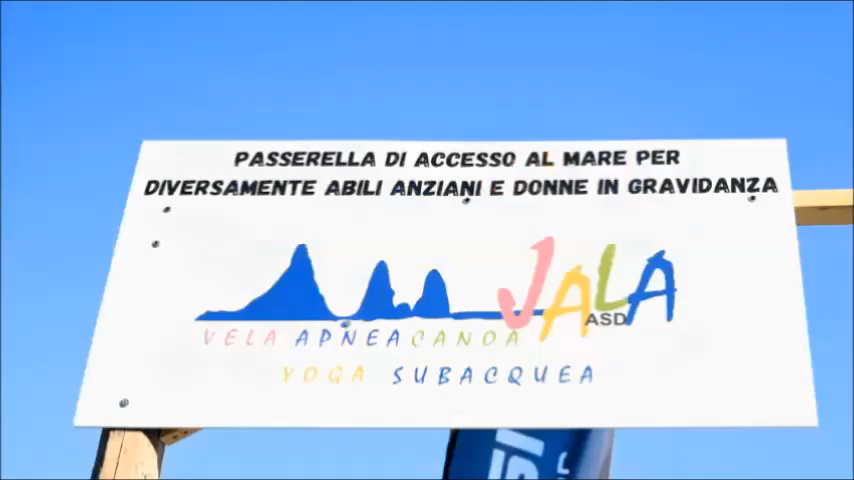 PASSERELLA DI ACCESSO AL MARE PER
DIVERSAMENTE ABILI ANZIANI E DONNE IN GRAVIDANZA
JALA
ASD
VELA APNEA CANOA
YOGA SUBACQUEA